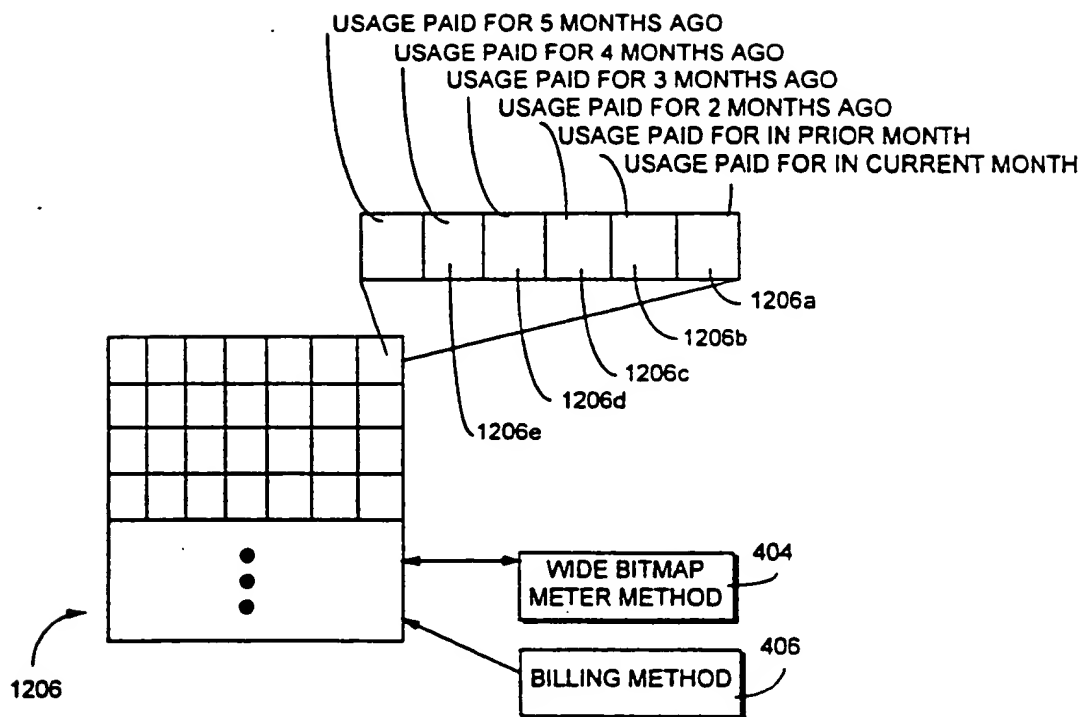 USAGE PAID FOR 5 MONTHS AGO
USAGE PAID FOR 4 MONTHS AGO
USAGE PAID FOR 3 MONTHS AGO
USAGE PAID FOR 2 MONTHS AGO
USAGE PAID FOR IN PRIOR MONTH
USAGE PAID FOR IN CURRENT MONTH
1206a
1206b
1206c
1206d
1206e
404
WIDE BITMAP
METER METHOD
406
BILLING METHOD
1206